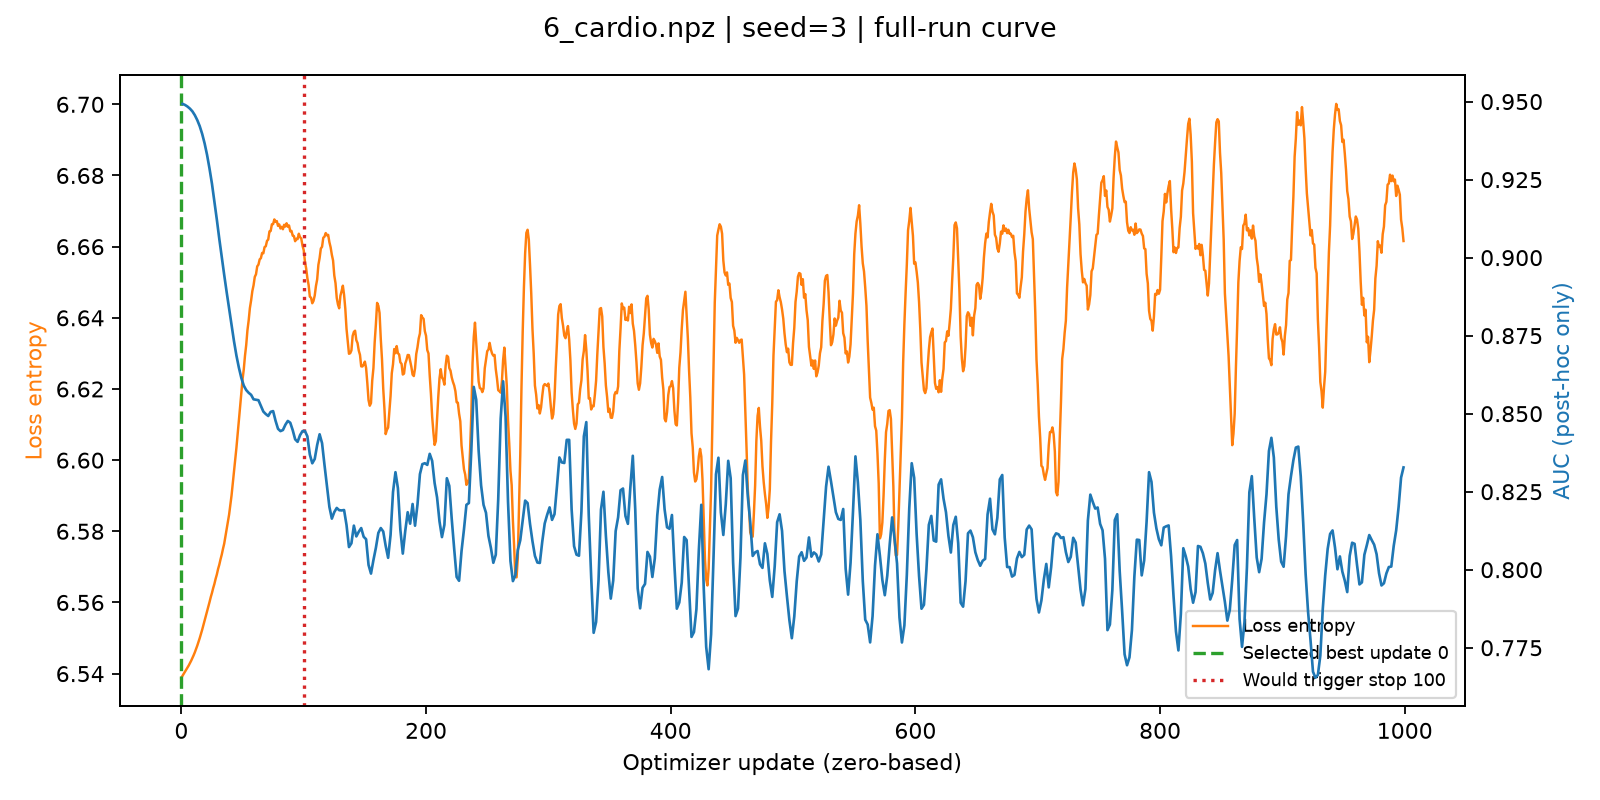 6_cardio.npz | seed=3 | full-run curve
6.70
6.68
6.66
6.64
6.62
6.60
6.58
6.56
6.54
Loss entropy
0.950
0.925
0.900
0.875
0.850
0.825
0.800
0.775
AUC (post-hoc only)
Loss entropy
Selected best update 0
Would trigger stop 100
0 200 400 600 800 1000
Optimizer update (zero-based)